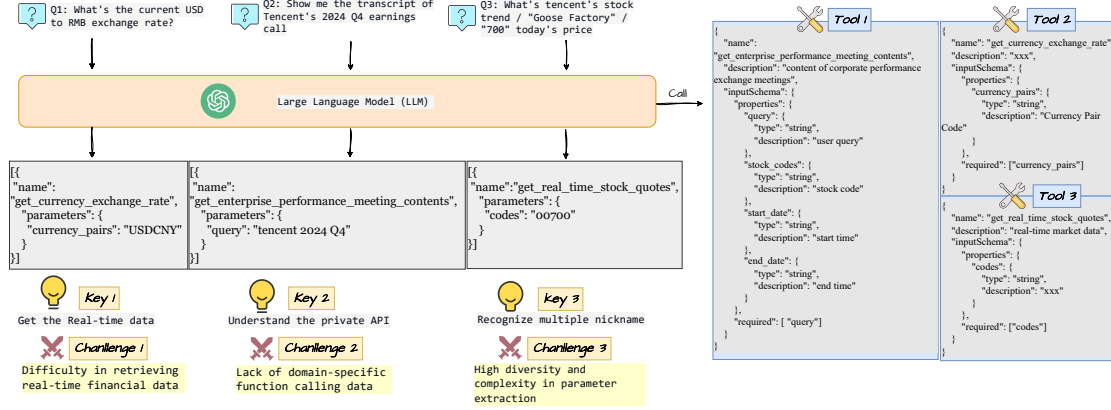 Q1: What's the current USD
to RMB exchange rate?
Q2: Show me the transcript of
Tencent's 2024 Q4 earnings
call
Q3: What's tencent's stock
trend / "Goose Factory" /
"700" today's price
Large Language Model (LLM)
Call
[{
"name":
"get_currency_exchange_rate",
"parameters": {
"currency_pairs": "USDCNY"
}
}]
[{
"name":
"get_enterprise_performance_meeting_contents",
"parameters": {
"query": "tencent 2024 Q4"
}
}]
[{
"name":"get_real_time_stock_quotes",
"parameters": {
"codes": "00700"
}
}]
Key 1
Get the Real-time data
Chanllenge 1
Difficulty in retrieving
real-time financial data
Key 2
Understand the private API
Chanllenge 2
Lack of domain-specific
function calling data
Key 3
Recognize multiple nickname
Chanllenge 3
High diversity and
complexity in parameter
extraction
Tool 1
{
"name":
"get_enterprise_performance_meeting_contents",
"description": "content of corporate performance
exchange meetings",
"inputSchema": {
"properties": {
"query": {
"type": "string",
"description": "user query"
},
"stock_codes": {
"type": "string",
"description": "stock code"
},
"start_date": {
"type": "string",
"description": "start time"
},
"end_date": {
"type": "string",
"description": "end time"
}
},
"required": [ "query"]
}
}
Tool 2
{
"name": "get_currency_exchange_rate"
"description": "xxx",
"inputSchema": {
"properties": {
"currency_pairs": {
"type": "string",
"description": "Currency Pair
Code"
}
},
"required": ["currency_pairs"]
}
}
Tool 3
{
"name": "get_real_time_stock_quotes",
"description": "real-time market data",
"inputSchema": {
"properties": {
"codes": {
"type": "string",
"description": "xxx"
}
},
"required": ["codes"]
}
}